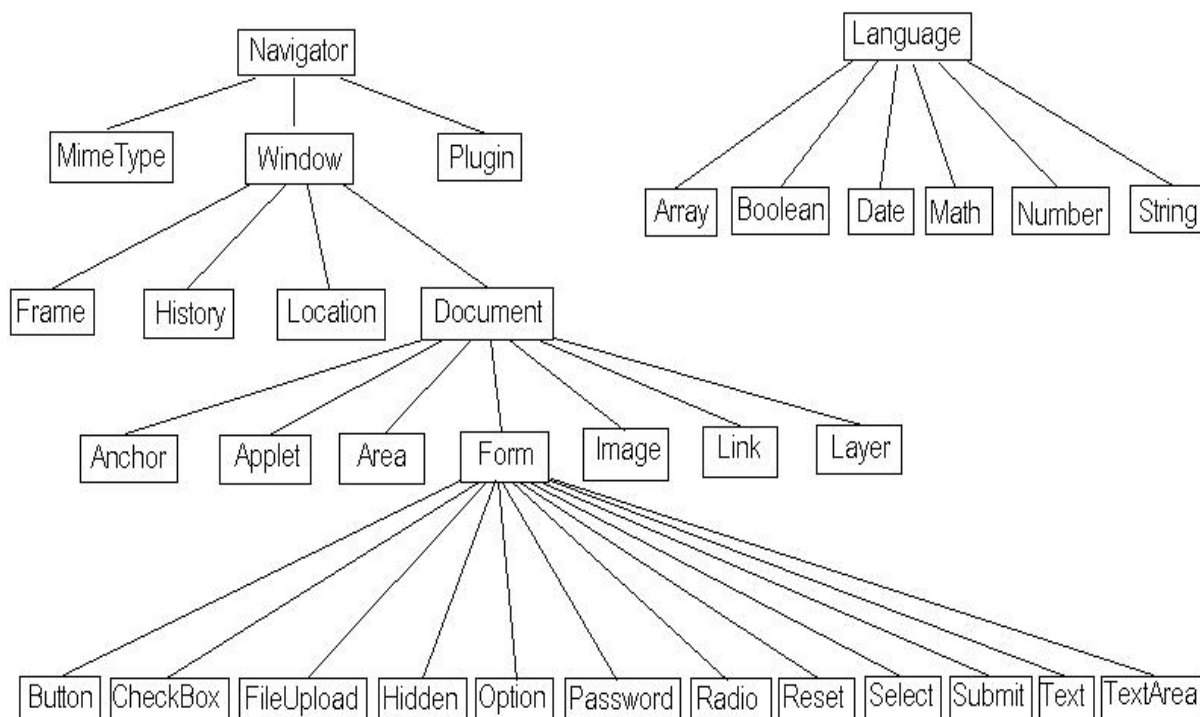 Navigator
Language
MimeType
Window
Plugin
Array
Boolean
Date
Math
Number
String
Frame
History
Location
Document
Anchor
Applet
Area
Form
Image
Link
Layer
Button
CheckBox
FileUpload
Hidden
Option
Password
Radio
Reset
Select
Submit
Text
TextArea